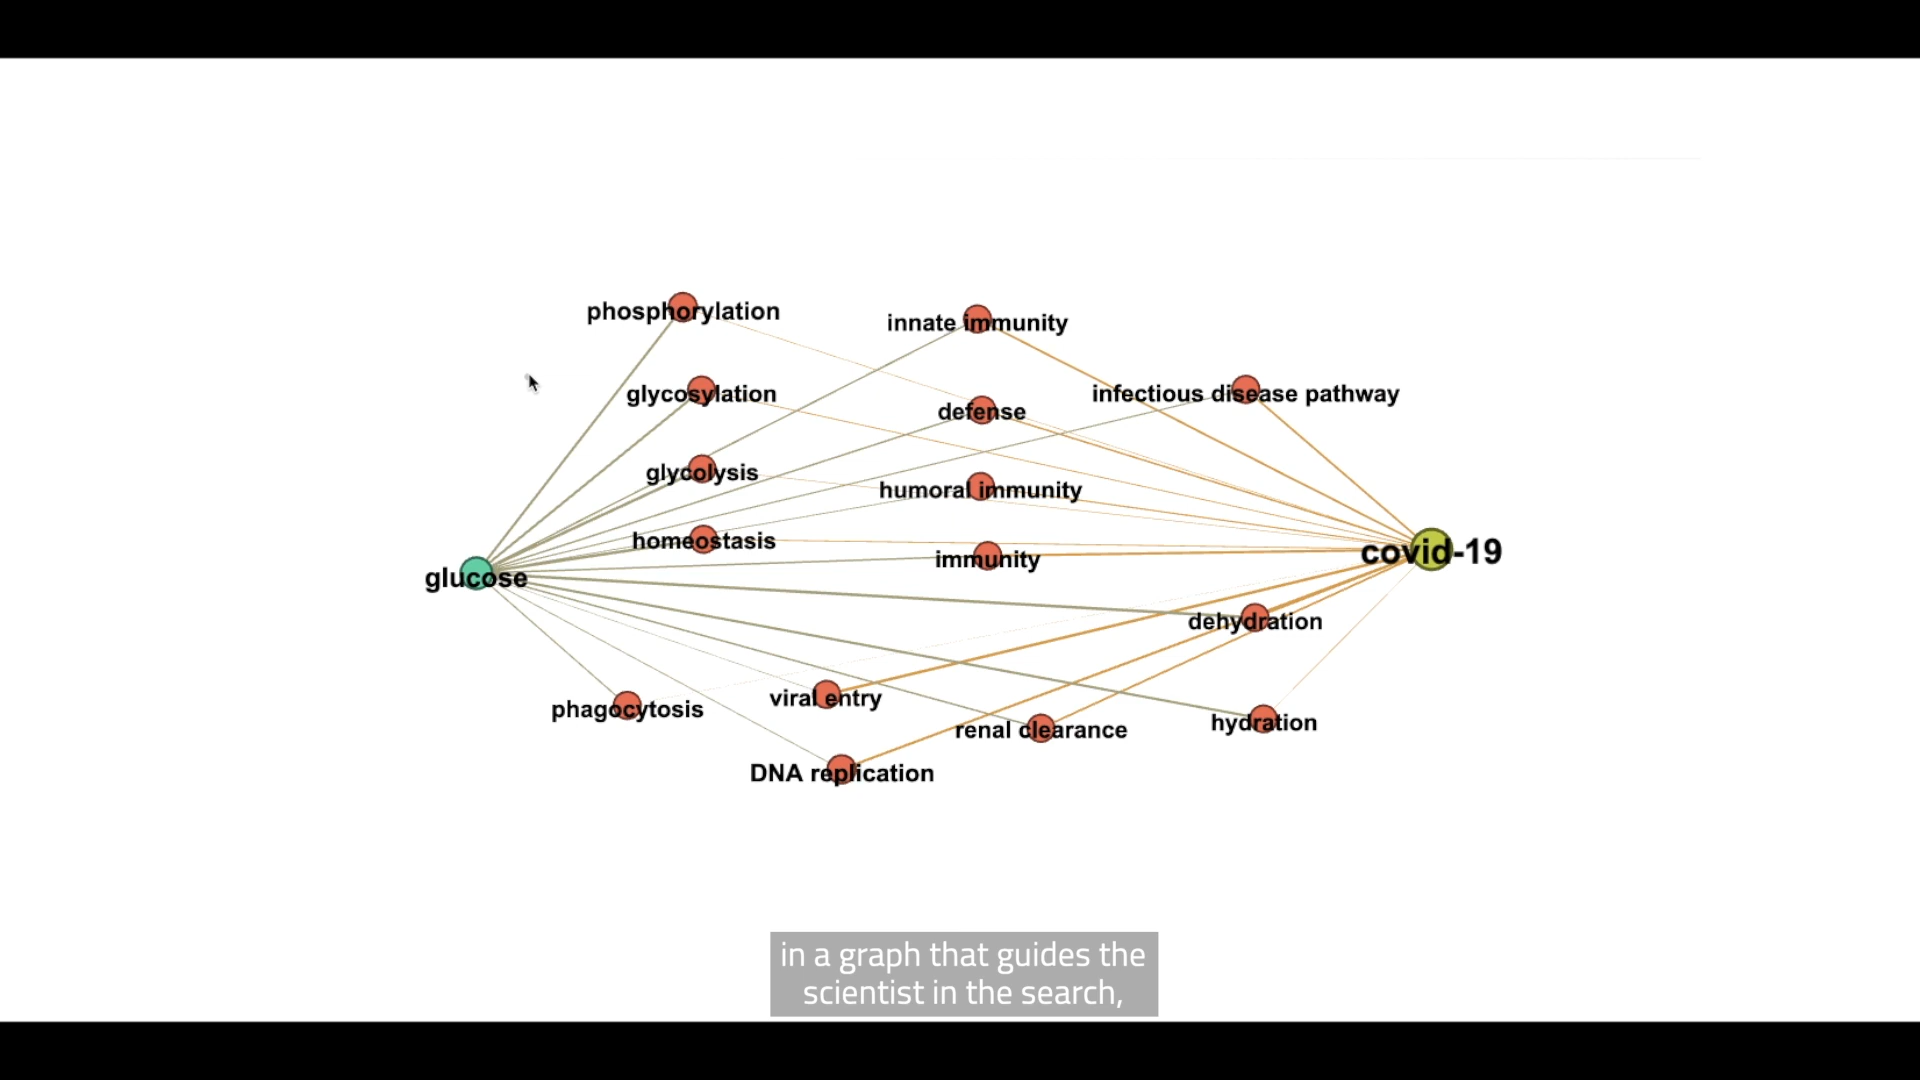 phosphorylation
innate immunity
glycosylation
infectious disease pathway
defense
glycolysis
humoral immunity
homeostasis
immunity
covid-19
glucose
dehydration
viral entry
phagocytosis
hydration
renal clearance
DNA replication
in a graph that guides the
scientist in the search,